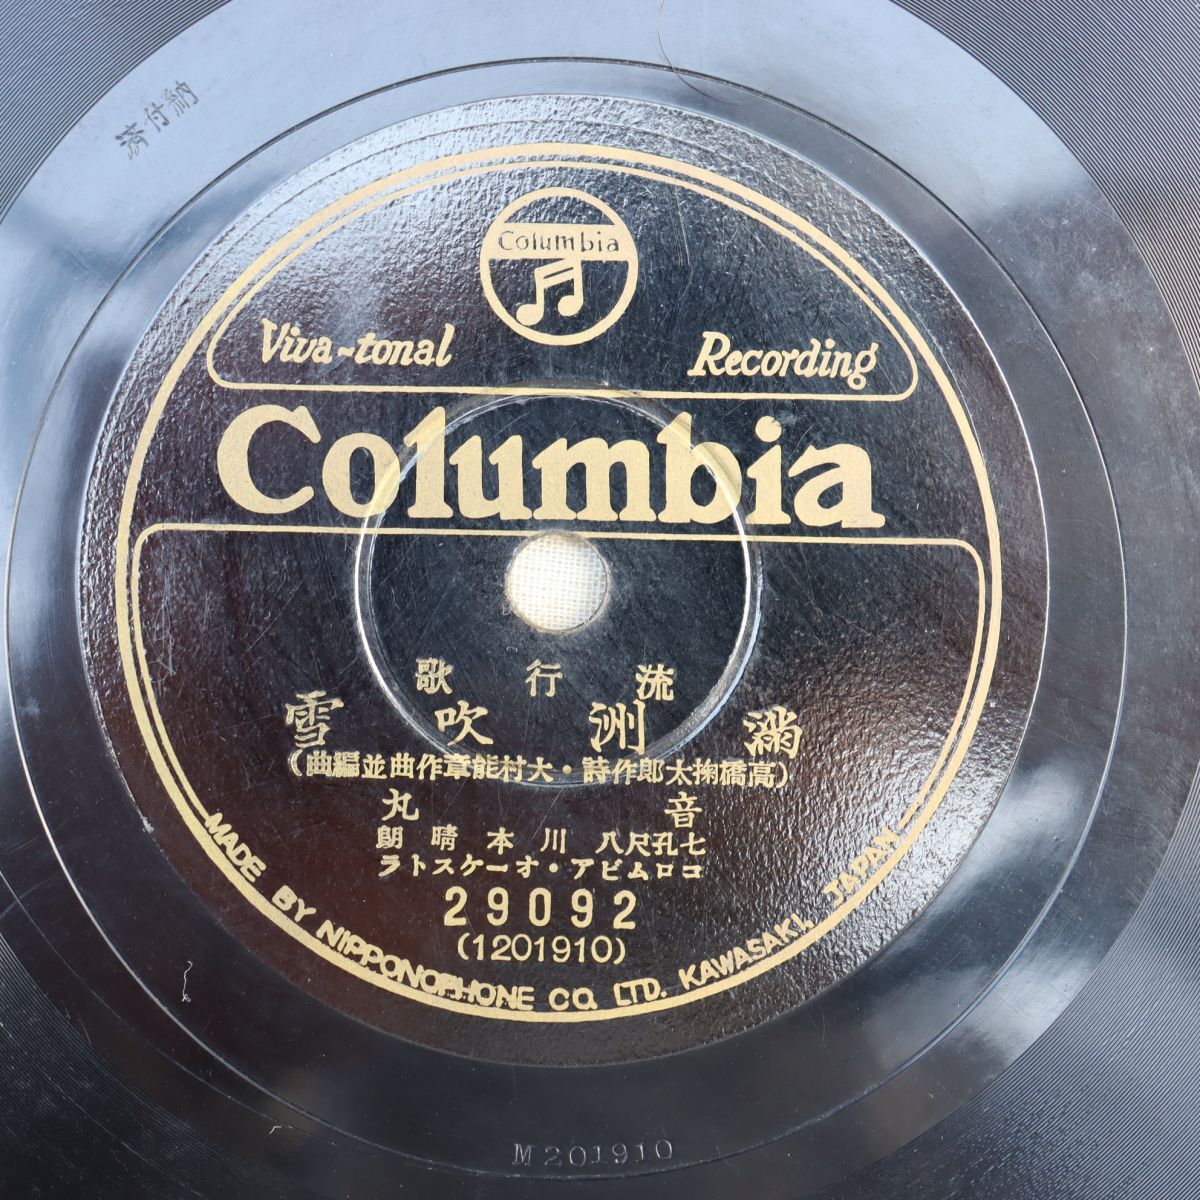 済付納
Columbia
Viva-tonal Recording
Columbia
歌行流
雪吹洲満
(曲編並曲作章能村大・詩作郎太掬橋高)
丸音
朗晴本川 八尺孔七
ラトスケーオ・アビムロコ
29092
(1201910)
MADE BY NIPPONOPHONE CO. LTD. KAWASAKI, JAPAN
M201910